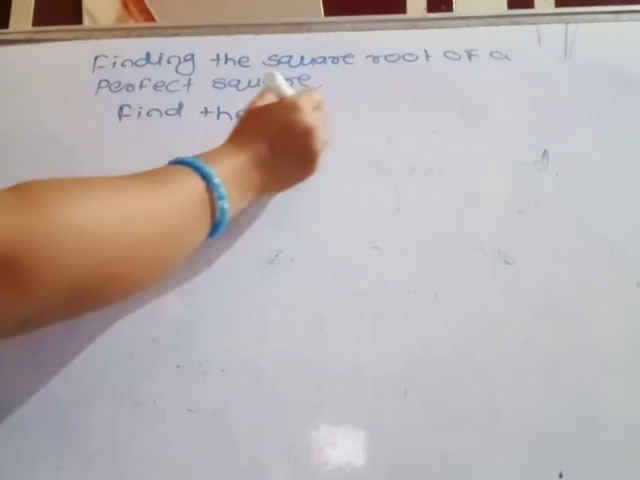 Finding the square root of a
Perfect square.
Find the